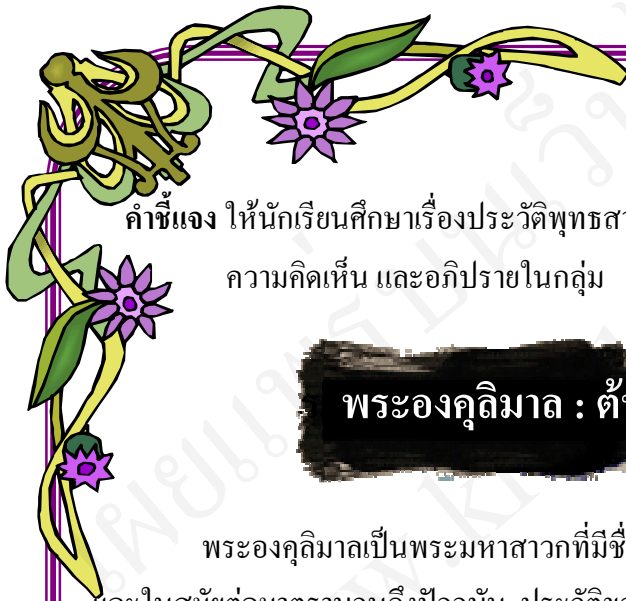 คำชี้แจง ให้นักเรียนศึกษาเรื่องประวัติพุทธสา
ความคิดเห็น และอภิปรายในกลุ่ม
พระองคุลิมาล : ต้
พระองคุลิมาลเป็นพระมหาสาวกที่มีชื่